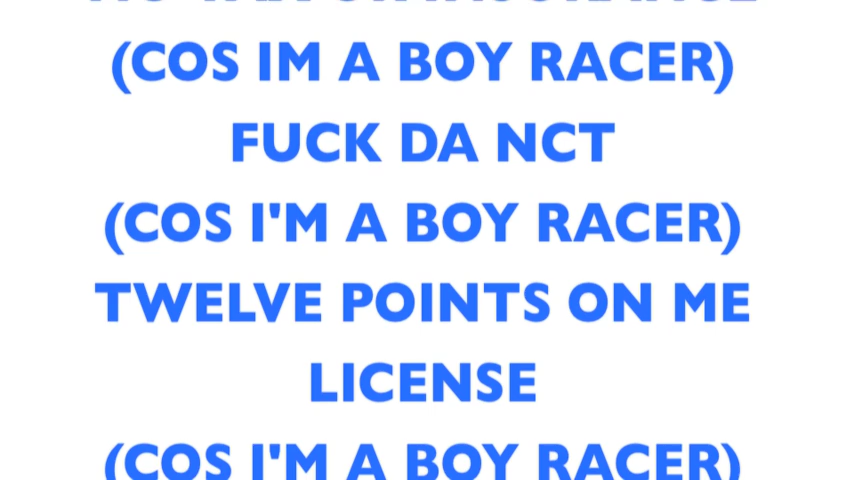 (COS IM A BOY RACER)
FUCK DA NCT
(COS I'M A BOY RACER)
TWELVE POINTS ON ME
LICENSE
(COS I'M A BOY RACER)